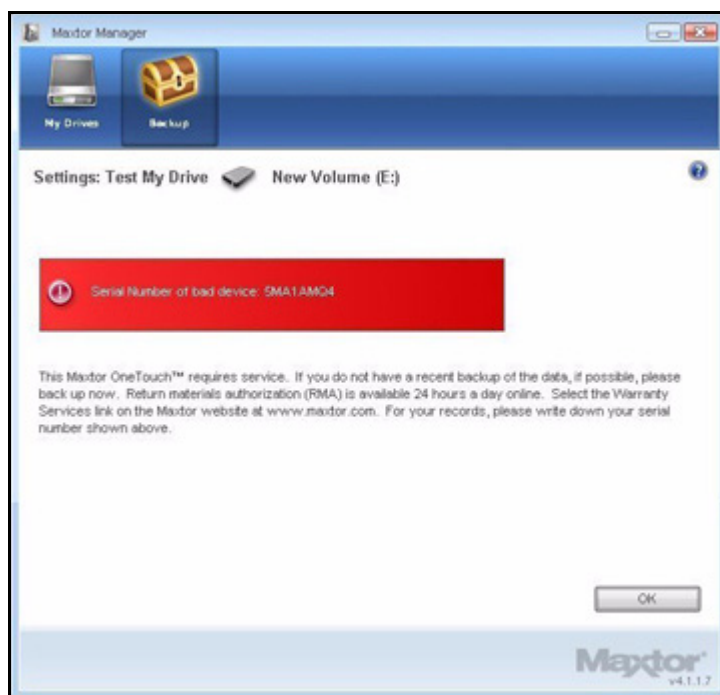 Maxtor Manager
My Drives
Backup
Settings: Test My Drive New Volume (E:)
Serial Number of bad device: SMA1AMQ4
This Maxtor OneTouch™ requires service. If you do not have a recent backup of the data, if possible, please
back up now. Return materials authorization (RMA) is available 24 hours a day online. Select the Warranty
Services link on the Maxtor website at www.maxtor.com. For your records, please write down your serial
number shown above.
OK
Maxtor
v4.1.1.7